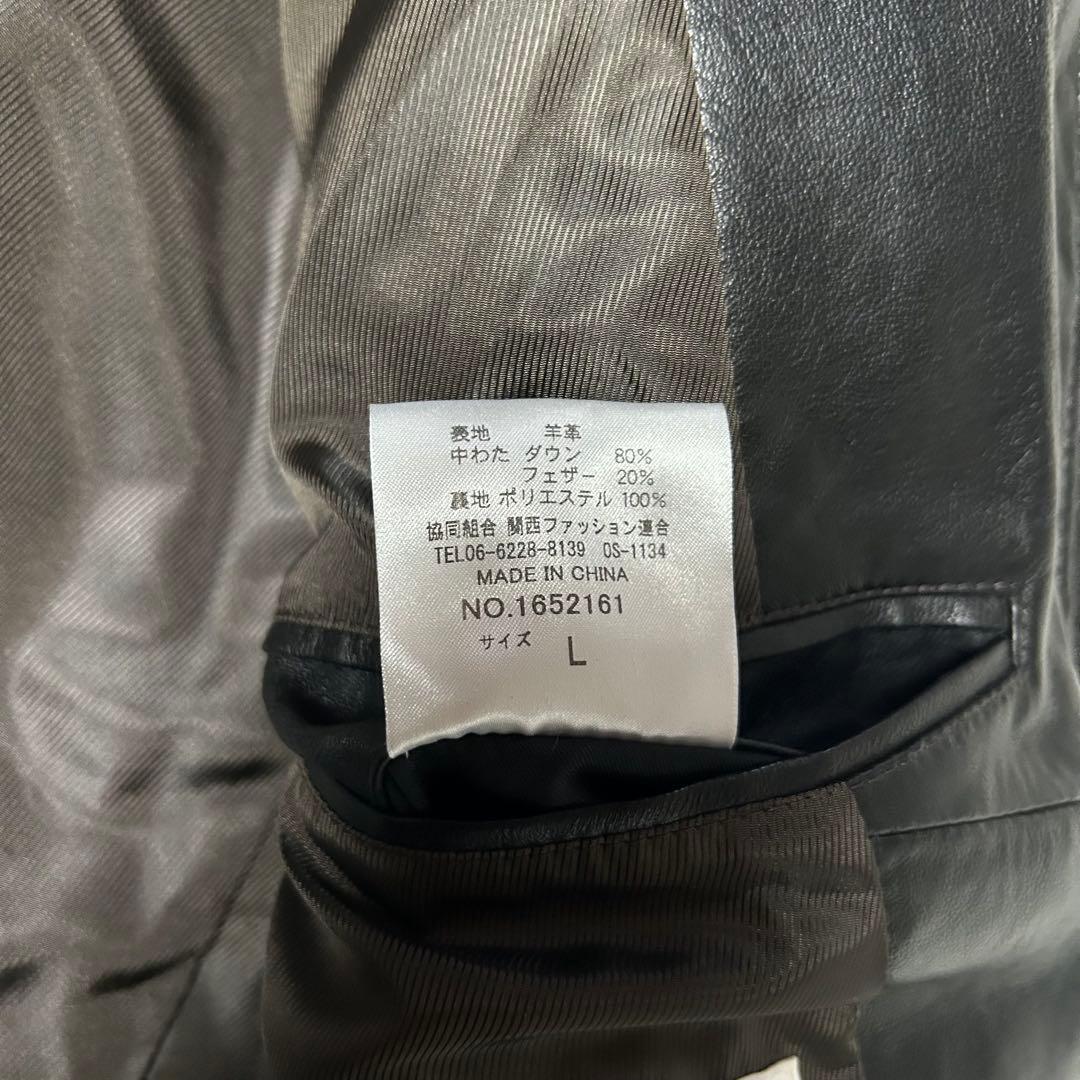 表地 羊革
中わた ダウン 80%
フェザー 20%
裏地 ポリエステル 100%
協同組合 関西ファッション連合
TEL06-6228-8139 OS-1134
MADE IN CHINA
NO.1652161
サイズ L